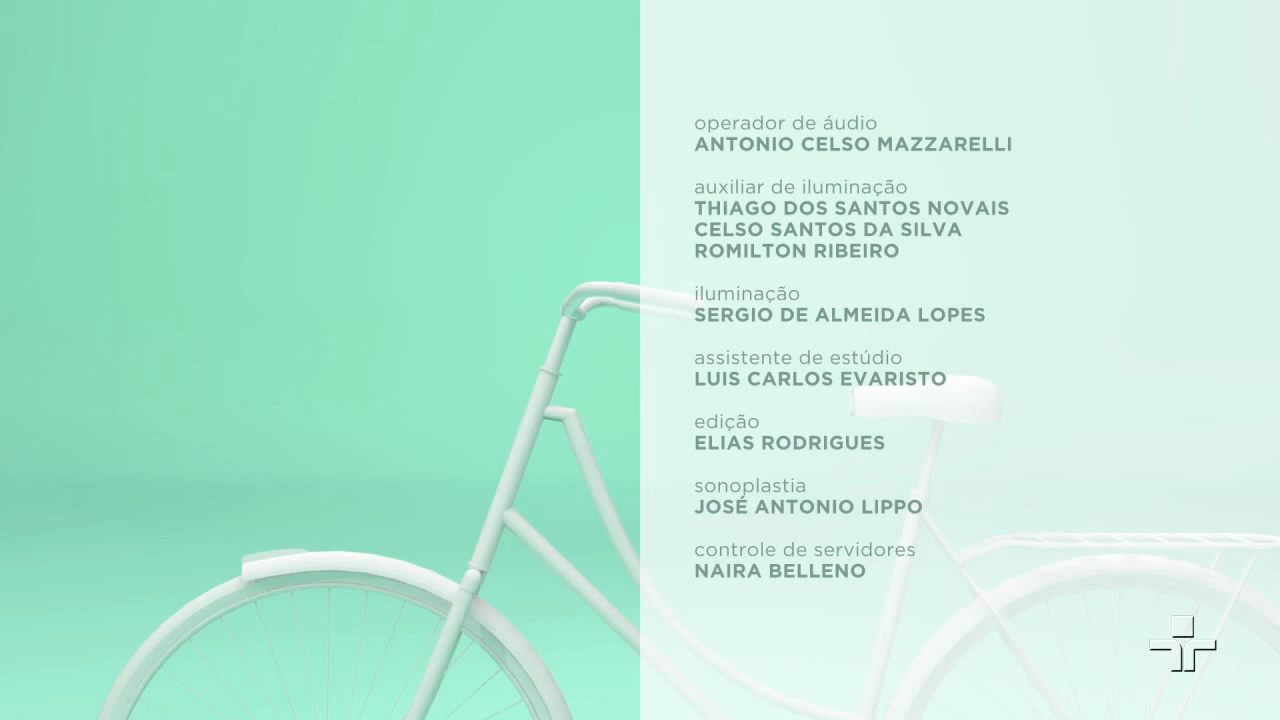 operador de áudio
ANTONIO CELSO MAZZARELLI
auxiliar de iluminação
THIAGO DOS SANTOS NOVAIS
CELSO SANTOS DA SILVA
ROMILTON RIBEIRO
iluminação
SERGIO DE ALMEIDA LOPES
assistente de estúdio
LUIS CARLOS EVARISTO
edição
ELIAS RODRIGUES
sonoplastia
JOSÉ ANTONIO LIPPO
controle de servidores
NAIRA BELLENO